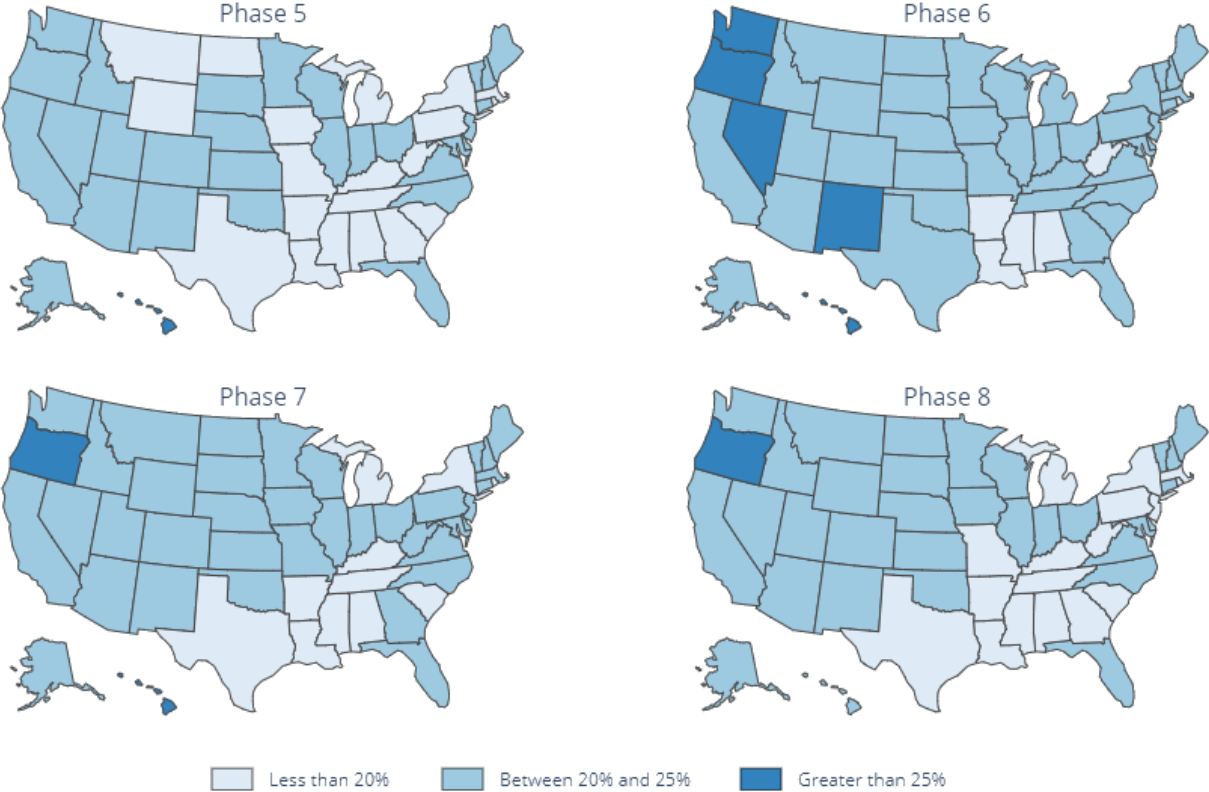 Phase 5
Phase 6
Phase 7
Phase 8
Less than 20%
Between 20% and 25%
Greater than 25%